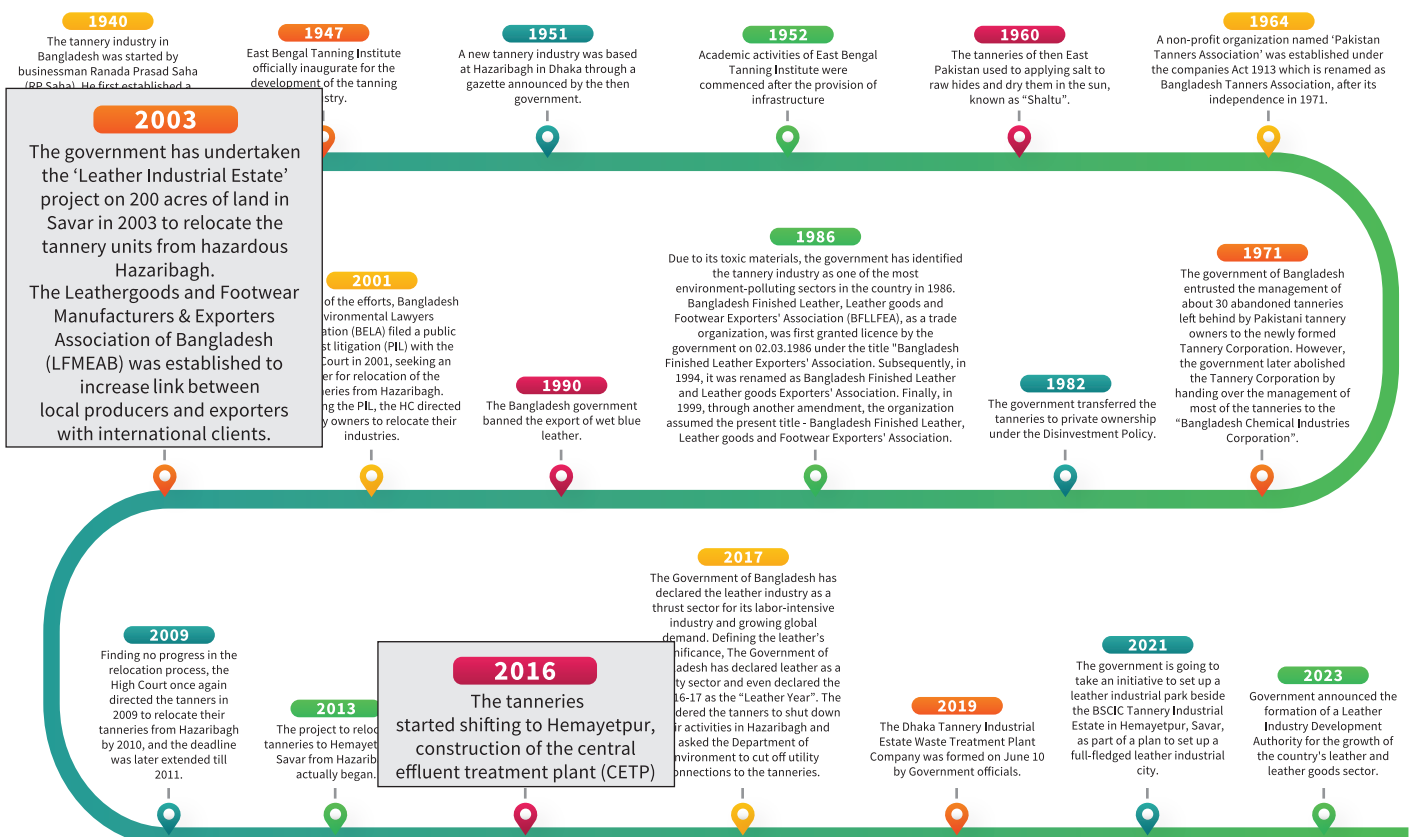 1940
The tannery industry in
Bangladesh was started by
businessman Ranada Prasad Saha
(RP Saha). He first established a
1947
East Bengal Tanning Institute
officially inaugurate for the
development of the tanning
1951
A new tannery industry was based
at Hazaribagh in Dhaka through a
gazette announced by the then
government.
1952
Academic activities of East Bengal
Tanning Institute were
commenced after the provision of
infrastructure
1960
The tanneries of then East
Pakistan used to applying salt to
raw hides and dry them in the sun,
known as “Shaltu”.
1964
A non-profit organization named ‘Pakistan
Tanners Association’ was established under
the companies Act 1913 which is renamed as
Bangladesh Tanners Association, after its
independence in 1971.
2003
The government has undertaken
the ‘Leather Industrial Estate’
project on 200 acres of land in
Savar in 2003 to relocate the
tannery units from hazardous
Hazaribagh.
The Leathergoods and Footwear
Manufacturers & Exporters
Association of Bangladesh
(LFMEAB) was established to
increase link between
local producers and exporters
with international clients.
2001
of the efforts, Bangladesh
Lawyers
(BELA) filed a public
litigation (PIL) with the
Court in 2001, seeking an
for relocation of the
from Hazaribagh.
the PIL, the HC directed
owners to relocate their
industries.
1990
The Bangladesh government
banned the export of wet blue
leather.
1986
Due to its toxic materials, the government has identified
the tannery industry as one of the most
environment-polluting sectors in the country in 1986.
Bangladesh Finished Leather, Leather goods and
Footwear Exporters' Association (BFLLFEA), as a trade
organization, was first granted licence by the
government on 02.03.1986 under the title "Bangladesh
Finished Leather Exporters' Association. Subsequently, in
1994, it was renamed as Bangladesh Finished Leather
and Leather goods Exporters' Association. Finally, in
1999, through another amendment, the organization
assumed the present title - Bangladesh Finished Leather,
Leather goods and Footwear Exporters' Association.
1982
The government transferred the
tanneries to private ownership
under the Disinvestment Policy.
1971
The government of Bangladesh
entrusted the management of
about 30 abandoned tanneries
left behind by Pakistani tannery
owners to the newly formed
Tannery Corporation. However,
the government later abolished
the Tannery Corporation by
handing over the management of
most of the tanneries to the
“Bangladesh Chemical Industries
Corporation”.
2009
Finding no progress in the
relocation process, the
High Court once again
directed the tanners in
2009 to relocate their
tanneries from Hazaribagh
by 2010, and the deadline
was later extended till
2011.
2013
The project to
tanneries to
Savar from
actually began.
2016
The tanneries
started shifting to Hemayetpur,
construction of the central
effluent treatment plant (CETP)
2017
The Government of Bangladesh has
declared the leather industry as a
thrust sector for its labor-intensive
industry and growing global
demand. Defining the leather’s
The Government of
has declared leather as a
sector and even declared the
as the “Leather Year”. The
the tanners to shut down
activities in Hazaribagh and
asked the Department of
to cut off utility
to the tanneries.
2019
The Dhaka Tannery Industrial
Estate Waste Treatment Plant
Company was formed on June 10
by Government officials.
2021
The government is going to
take an initiative to set up a
leather industrial park beside
the BSCIC Tannery Industrial
Estate in Hemayetpur, Savar,
as part of a plan to set up a
full-fledged leather industrial
city.
2023
Government announced the
formation of a Leather
Industry Development
Authority for the growth of
the country's leather and
leather goods sector.